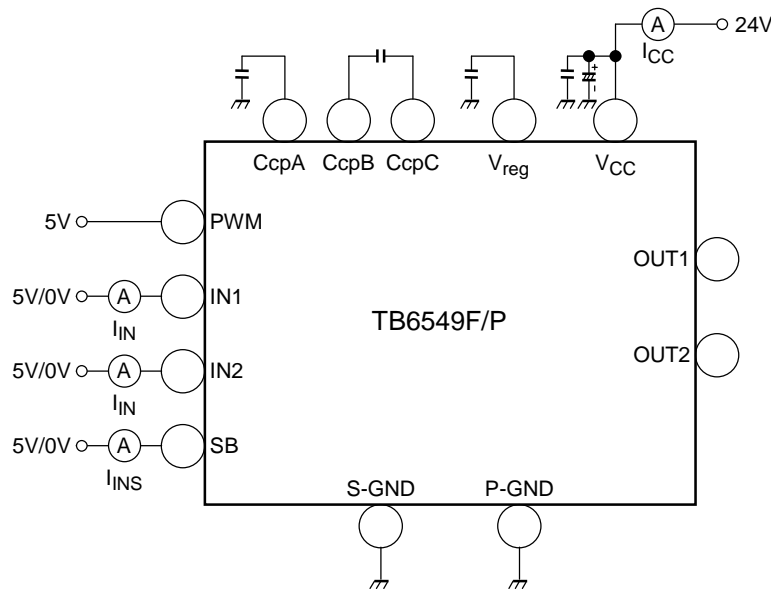 A
24V
ICC
+
-
CcpA
CcpB
CcpC
Vreg
VCC
5V
PWM
OUT1
5V/0V
A
IN1
IIN
TB6549F/P
5V/0V
A
IN2
IIN
OUT2
5V/0V
A
SB
IINS
S-GND
P-GND